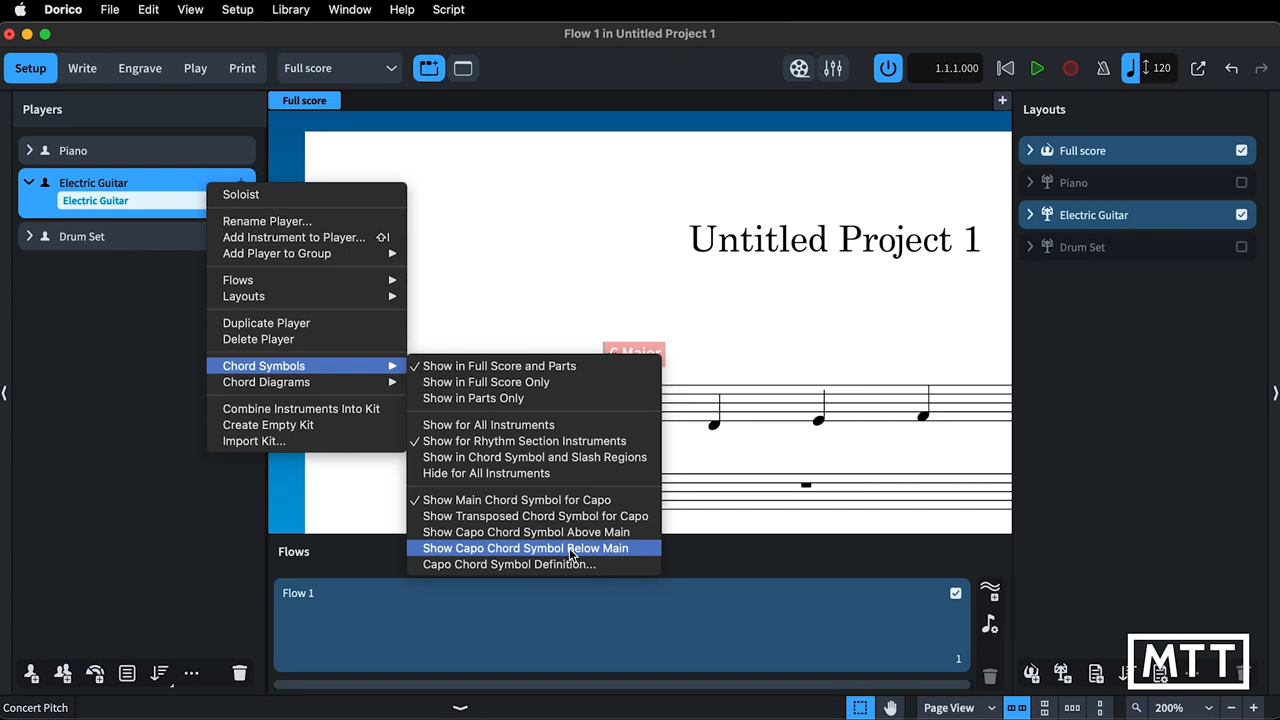 Dorico File Edit View Setup Library Window Help Script
Flow 1 in Untitled Project 1
Setup Write Engrave Play Print Full score 1.1.1.000 120
Players
Full score
Layouts
Piano
Electric Guitar
Electric Guitar
Drum Set
Soloist
Rename Player...
Add Instrument to Player... ⇧I
Add Player to Group
Flows
Layouts
Duplicate Player
Delete Player
Chord Symbols
Chord Diagrams
Combine Instruments Into Kit
Create Empty Kit
Import Kit...
✓ Show in Full Score and Parts
Show in Full Score Only
Show in Parts Only
Show for All Instruments
✓ Show for Rhythm Section Instruments
Show in Chord Symbol and Slash Regions
Hide for All Instruments
✓ Show Main Chord Symbol for Capo
Show Transposed Chord Symbol for Capo
Show Capo Chord Symbol Above Main
Show Capo Chord Symbol Below Main
Capo Chord Symbol Definition...
Untitled Project 1
C Major
Full score
Piano
Electric Guitar
Drum Set
Flows
Flow 1
1
MTT
Concert Pitch
Page View 200%